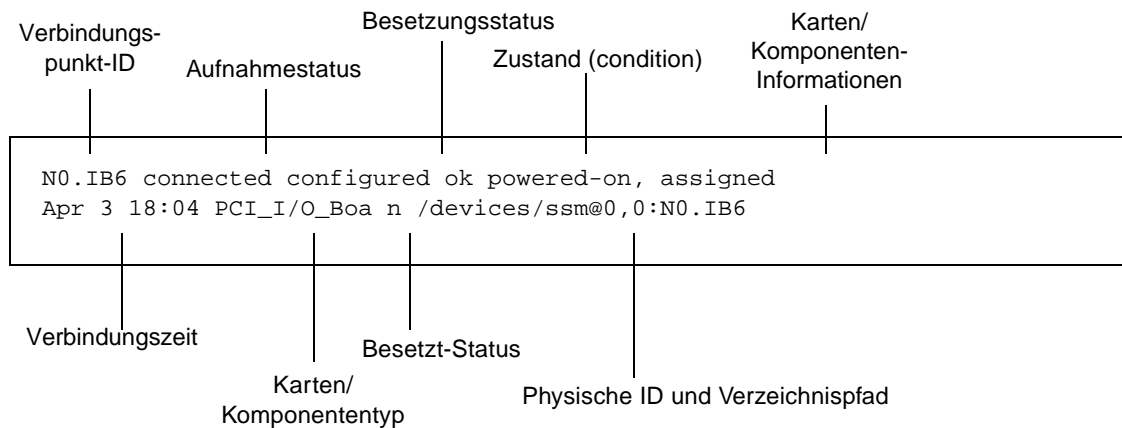 Verbindungs-
punkt-ID
Aufnahmestatus
Besetzungsstatus
Zustand (condition)
Karten/
Komponenten-
Informationen
N0.IB6 connected configured ok powered-on, assigned
Apr 3 18:04 PCI_I/O_Boa n /devices/ssm@0,0:N0.IB6
Verbindungszeit
Karten/
Komponententyp
Besetzt-Status
Physische ID und Verzeichnispfad